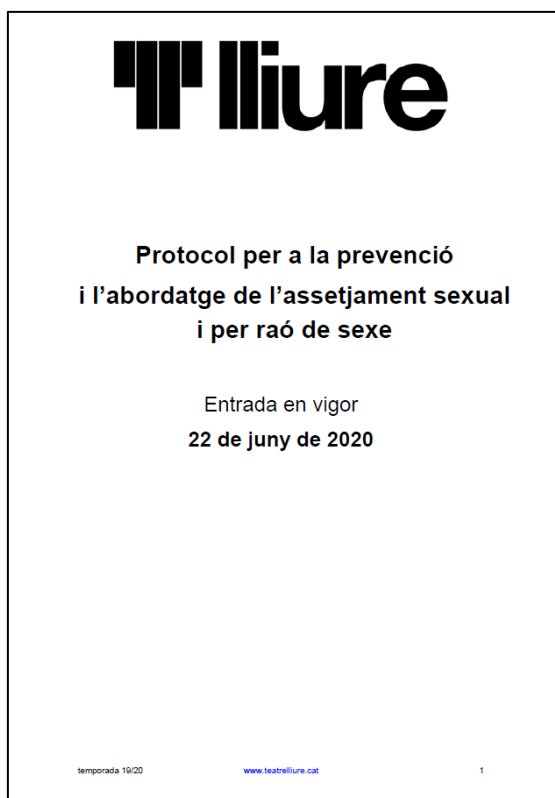 lliure
Protocol per a la prevenció
i l'abordatge de l'assetjament sexual
i per raó de sexe
Entrada en vigor
22 de juny de 2020
temporada 19/20 www.teatrelliure.cat 1